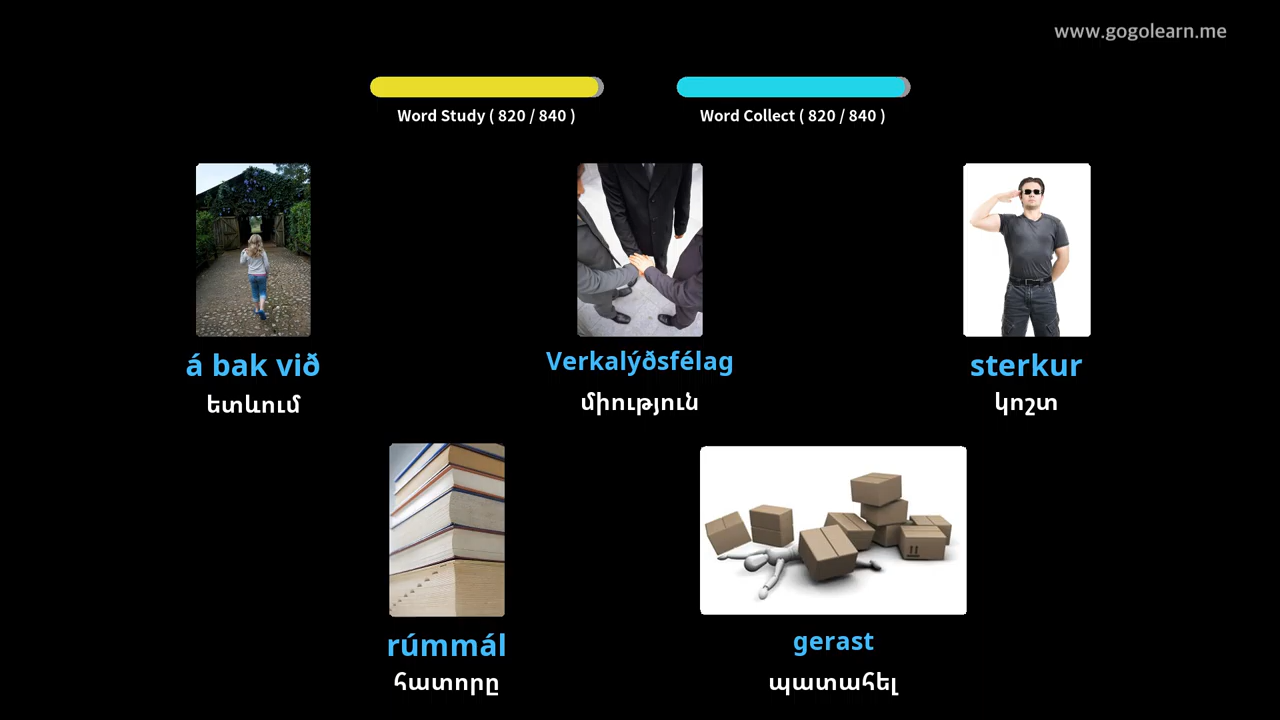 www.gogolearn.me
Word Study ( 820 / 840 )
Word Collect ( 820 / 840 )
á bak við
Verkalýðsfélag
sterkur
ետևում
միություն
կոշտ
rúmmál
gerast
հատորը
պատահել